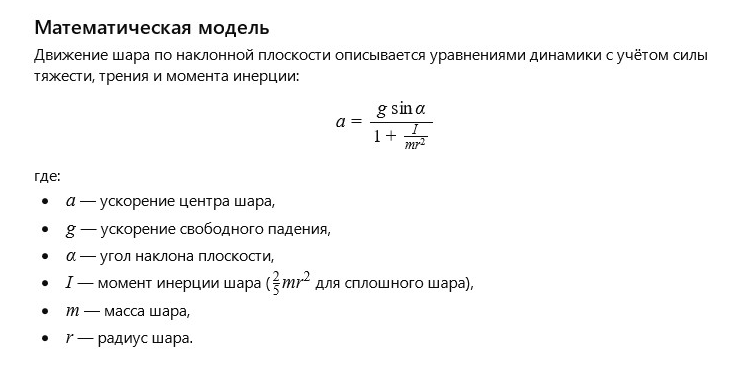 Математическая модель
Движение шара по наклонной плоскости описывается уравнениями динамики с учётом силы
тяжести, трения и момента инерции:
a = \frac{g \sin α}{1 + \frac{I}{mr^2}}
где:
• a — ускорение центра шара,
• g — ускорение свободного падения,
• α — угол наклона плоскости,
• I — момент инерции шара (\frac{2}{5}mr^2 для сплошного шара),
• m — масса шара,
• r — радиус шара.